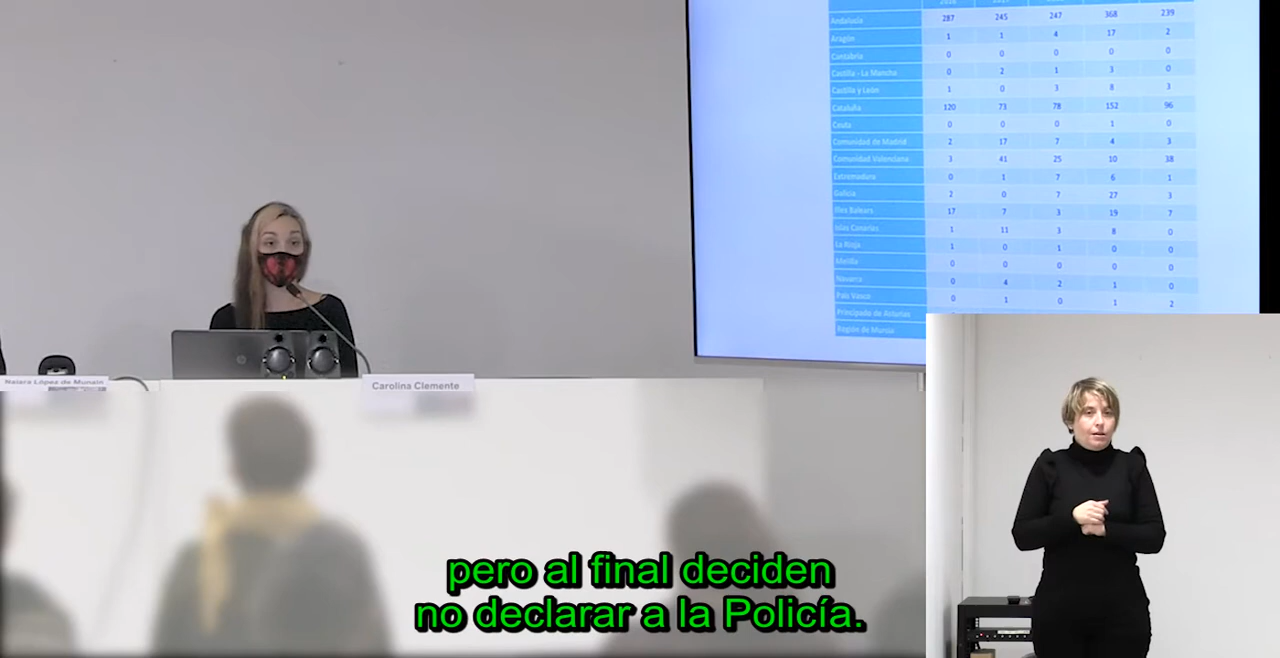 Andalucía 287 245 247 368 239
Aragón 1 1 4 17 2
Cantabria 0 0 0 0 0
Castilla - La Mancha 0 2 1 3 0
Castilla y León 1 0 3 8 3
Cataluña 120 73 78 152 96
Ceuta 0 0 0 1 0
Comunidad de Madrid 2 17 7 4 3
Comunidad Valenciana 3 41 25 10 38
Extremadura 0 1 7 6 1
Galicia 2 0 7 27 3
Illes Balears 17 7 3 19 7
Islas Canarias 1 11 3 8 0
La Rioja 1 0 1 0 0
Melilla 0 0 0 0 0
Navarra 0 4 2 1 0
País Vasco 0 1 0 1 2
Principado de Asturias
Región de Murcia
hp
Naiara López de Munain
Carolina Clemente
pero al final deciden
no declarar a la Policía.